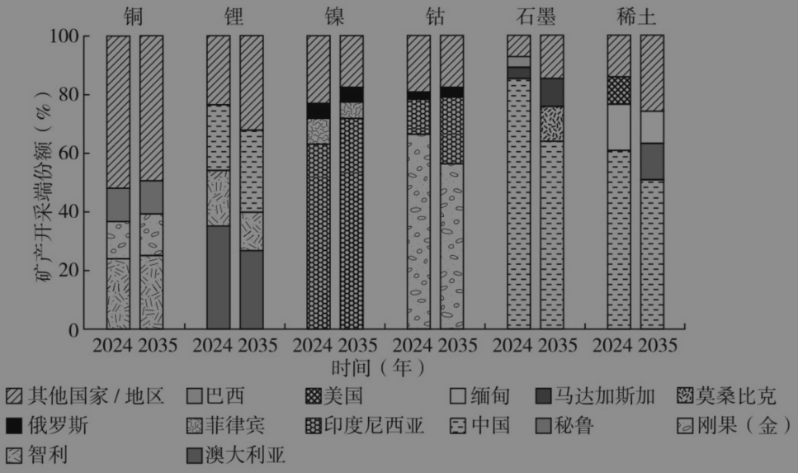 铜 锂 镍 钴 石墨 稀土
矿产开采端份额（%）
100
80
60
40
20
0
2024 2035 2024 2035 2024 2035 2024 2035 2024 2035 2024 2035
时间（年）
其他国家/地区 巴西 美国 缅甸 马达加斯加 莫桑比克
俄罗斯 菲律宾 印度尼西亚 中国 秘鲁 刚果（金）
智利 澳大利亚